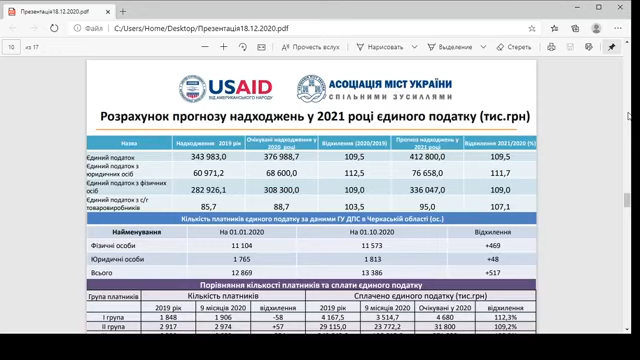 Презентація18.12.2020.pdf
C:/Users/Home/Desktop/Презентація18.12.2020.pdf
10 из 17
Прочесть вслух
Нарисовать
Выделение
Стереть
USAID
ВІД АМЕРИКАНСЬКОГО НАРОДУ
АСОЦІАЦІЯ МІСТ УКРАЇНИ
СПІЛЬНИМИ ЗУСИЛЛЯМИ
Розрахунок прогнозу надходжень у 2021 році єдиного податку (тис.грн)
Назва Надходження 2019 рік Очікувані надходження у 2020 році Відхилення (2020/2019) Прогноз надходжень у 2021 році Відхилення 2021/2020 (%)
Єдиний податок 343 983,0 376 988,7 109,5 412 800,0 109,5
Єдиний податок з юридичних осіб 60 971,2 68 600,0 112,5 76 658,0 111,7
Єдиний податок з фізичних осіб 282 926,1 308 300,0 109,0 336 047,0 109,0
Єдиний податок з с/г товаровиробників 85,7 88,7 103,5 95,0 107,1
Кількість платників єдиного податку за даними ГУ ДПС в Черкаській області (ос.)
Найменування На 01.01.2020 На 01.10.2020 Відхилення
Фізичні особи 11 104 11 573 +469
Юридичні особи 1 765 1 813 +48
Всього 12 869 13 386 +517
Порівняння кількості платників та сплати єдиного податку
Група платників Кількість платників Сплачено єдиного податку (тис.грн)
2019 рік 9 місяців 2020 відхилення 2019 рік 9 місяців 2020 Очікувані у 2020 відхилення
І група 1 848 1 906 -58 4 167,5 3 514,7 4 680 112,3%
ІІ група 2 917 2 974 +57 29 115,0 23 772,2 31 800 109,2%